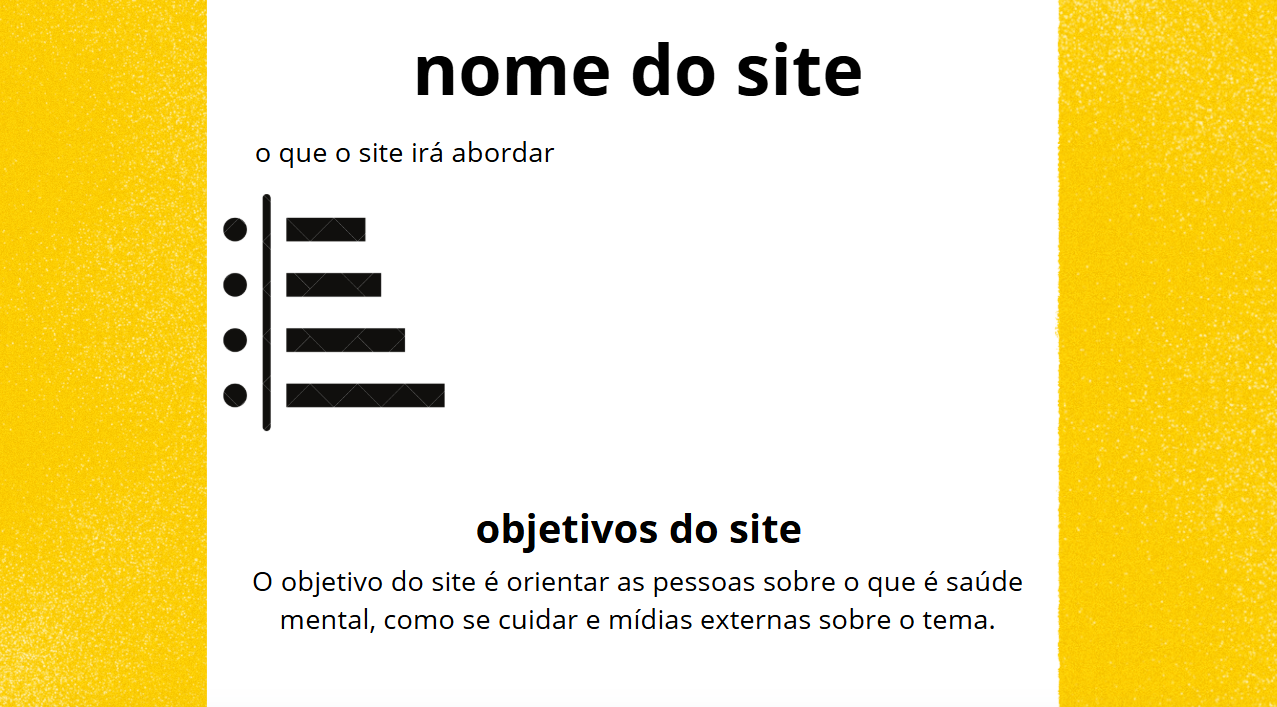 nome do site
o que o site irá abordar
objetivos do site
O objetivo do site é orientar as pessoas sobre o que é saúde
mental, como se cuidar e mídias externas sobre o tema.